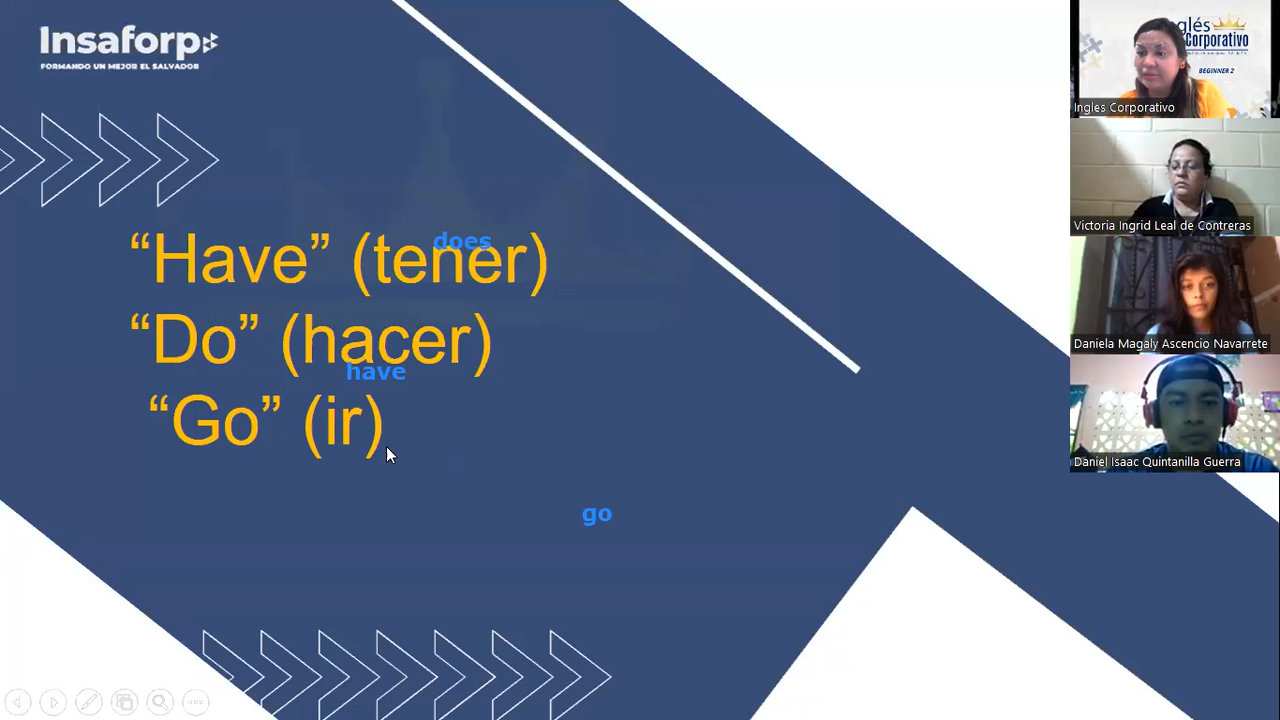 Insaforp
FORMANDO UN MEJOR EL SALVADOR
“Have” (tener)
does
“Do” (hacer)
have
“Go” (ir)
go
Inglés
Corporativo
BEGINNER 2
Ingles Corporativo
Victoria Ingrid Leal de Contreras
Daniela Magaly Ascencio Navarrete
Daniel Isaac Quintanilla Guerra